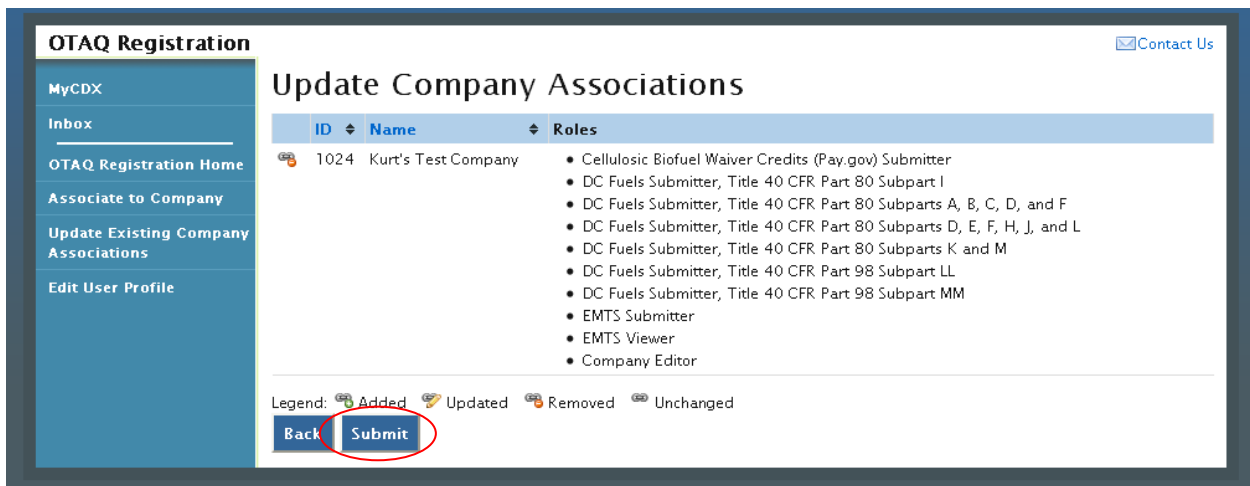 OTAQ Registration
Contact Us
MyCDX
Inbox
OTAQ Registration Home
Associate to Company
Update Existing Company
Associations
Edit User Profile
Update Company Associations
ID Name Roles
1024 Kurt's Test Company
• Cellulosic Biofuel Waiver Credits (Pay.gov) Submitter
• DC Fuels Submitter, Title 40 CFR Part 80 Subpart I
• DC Fuels Submitter, Title 40 CFR Part 80 Subparts A, B, C, D, and F
• DC Fuels Submitter, Title 40 CFR Part 80 Subparts D, E, F, H, J, and L
• DC Fuels Submitter, Title 40 CFR Part 80 Subparts K and M
• DC Fuels Submitter, Title 40 CFR Part 98 Subpart LL
• DC Fuels Submitter, Title 40 CFR Part 98 Subpart MM
• EMTS Submitter
• EMTS Viewer
• Company Editor
Legend: Added Updated Removed Unchanged
Back Submit